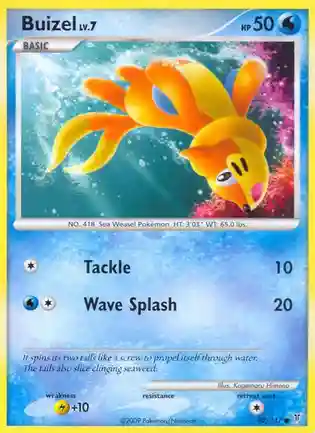 Buizel LV.7 HP 50
BASIC
NO. 418 Sea Weasel Pokémon HT: 2'04" WT: 65.0 lbs.
Tackle 10
Wave Splash 20
It spins its two tails like a screw to propel itself through water.
The tails also slice clinging seaweed.
Illus. Kagemaru Himeno
weakness resistance retreat cost
+10
©2009 Pokémon/Nintendo